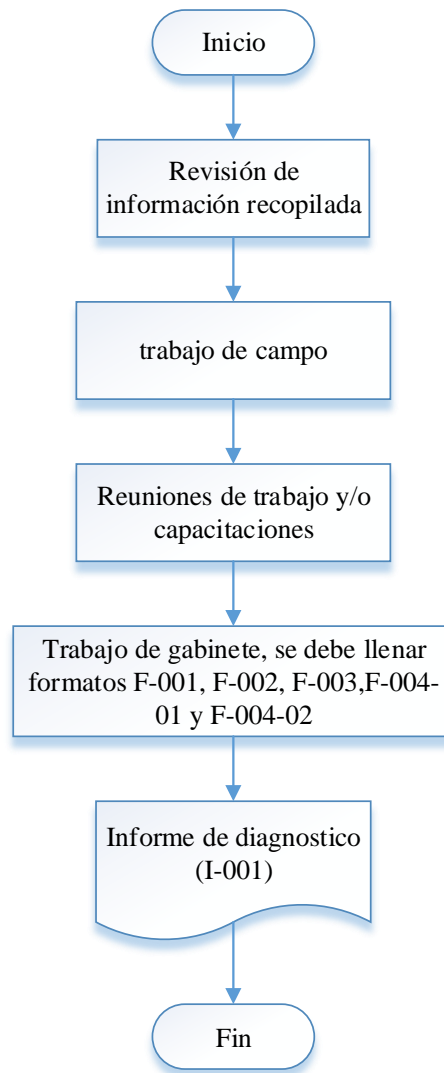 Inicio
Revisión de
información recopilada
trabajo de campo
Reuniones de trabajo y/o
capacitaciones
Trabajo de gabinete, se debe llenar
formatos F-001, F-002, F-003,F-004-
01 y F-004-02
Informe de diagnostico
(I-001)
Fin